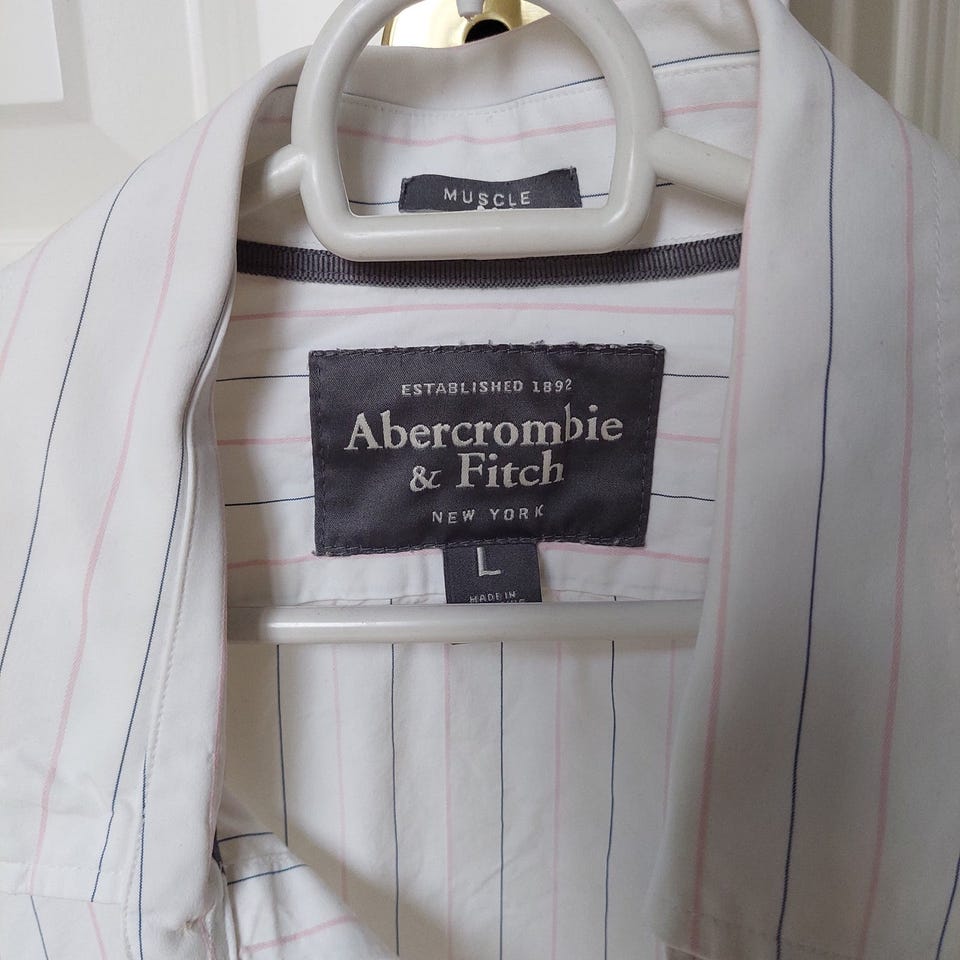 MUSCLE
ESTABLISHED 1892
Abercrombie
& Fitch
NEW YORK
L
MADE IN